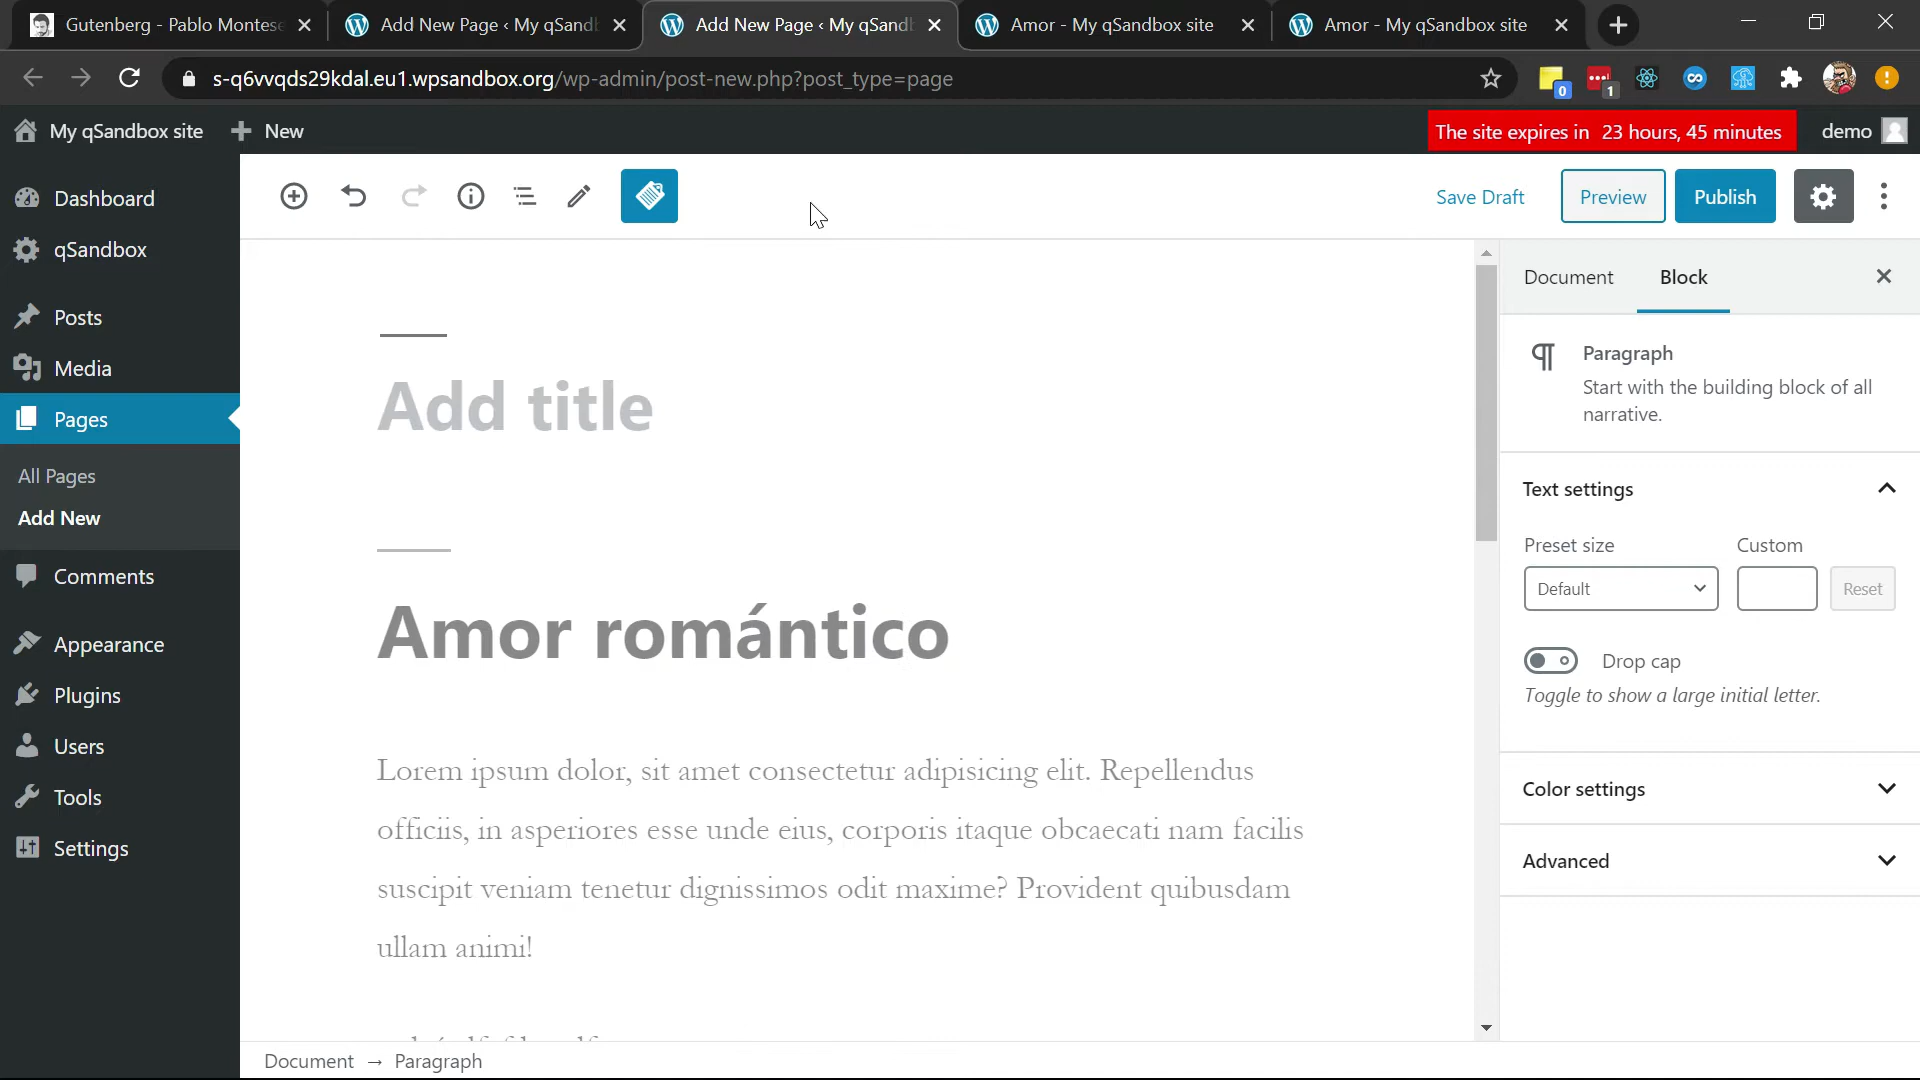 Gutenberg - Pablo Montese
Add New Page ‹ My qSandb
Add New Page ‹ My qSandb
Amor - My qSandbox site
Amor - My qSandbox site
s-q6vvqds29kdal.eu1.wpsandbox.org/wp-admin/post-new.php?post_type=page
0
1
My qSandbox site
New
The site expires in 23 hours, 45 minutes
demo
Dashboard
qSandbox
Posts
Media
Pages
All Pages
Add New
Comments
Appearance
Plugins
Users
Tools
Settings
Save Draft
Preview
Publish
Add title
Amor romántico
Lorem ipsum dolor, sit amet consectetur adipisicing elit. Repellendus
officiis, in asperiores esse unde eius, corporis itaque obcaecati nam facilis
suscipit veniam tenetur dignissimos odit maxime? Provident quibusdam
ullam animi!
Document → Paragraph
Document
Block
Paragraph
Start with the building block of all
narrative.
Text settings
Preset size
Custom
Default
Reset
Drop cap
Toggle to show a large initial letter.
Color settings
Advanced